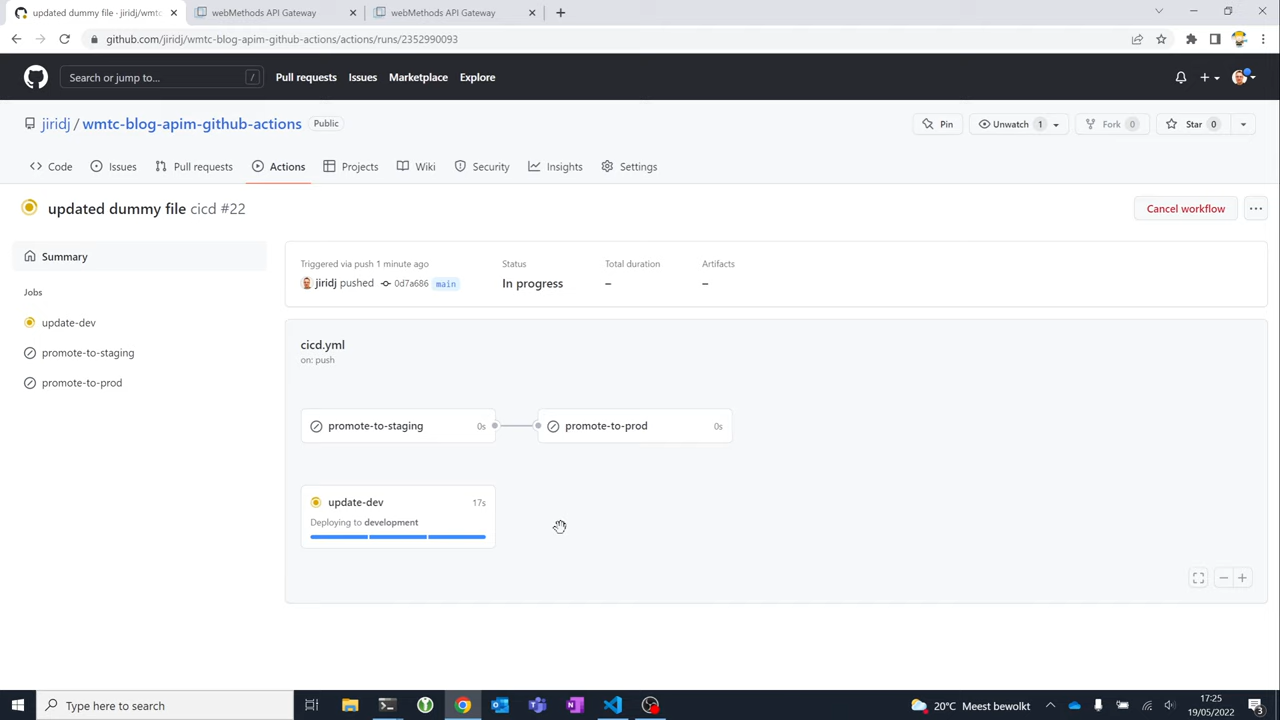 updated dummy file - jiridj/wmtc
webMethods API Gateway
webMethods API Gateway
github.com/jiridj/wmtc-blog-apim-github-actions/actions/runs/2352990093
Search or jump to...
/
Pull requests
Issues
Marketplace
Explore
jiridj / wmtc-blog-apim-github-actions
Public
Pin
Unwatch 1
Fork 0
Star 0
Code
Issues
Pull requests
Actions
Projects
Wiki
Security
Insights
Settings
updated dummy file cicd #22
Cancel workflow
Summary
Jobs
update-dev
promote-to-staging
promote-to-prod
Triggered via push 1 minute ago
jiridj pushed 0d7a686 main
Status
In progress
Total duration
–
Artifacts
–
cicd.yml
on: push
promote-to-staging 0s
promote-to-prod 0s
update-dev 17s
Deploying to development
Type here to search
20°C Meest bewolkt
17:25
19/05/2022
3